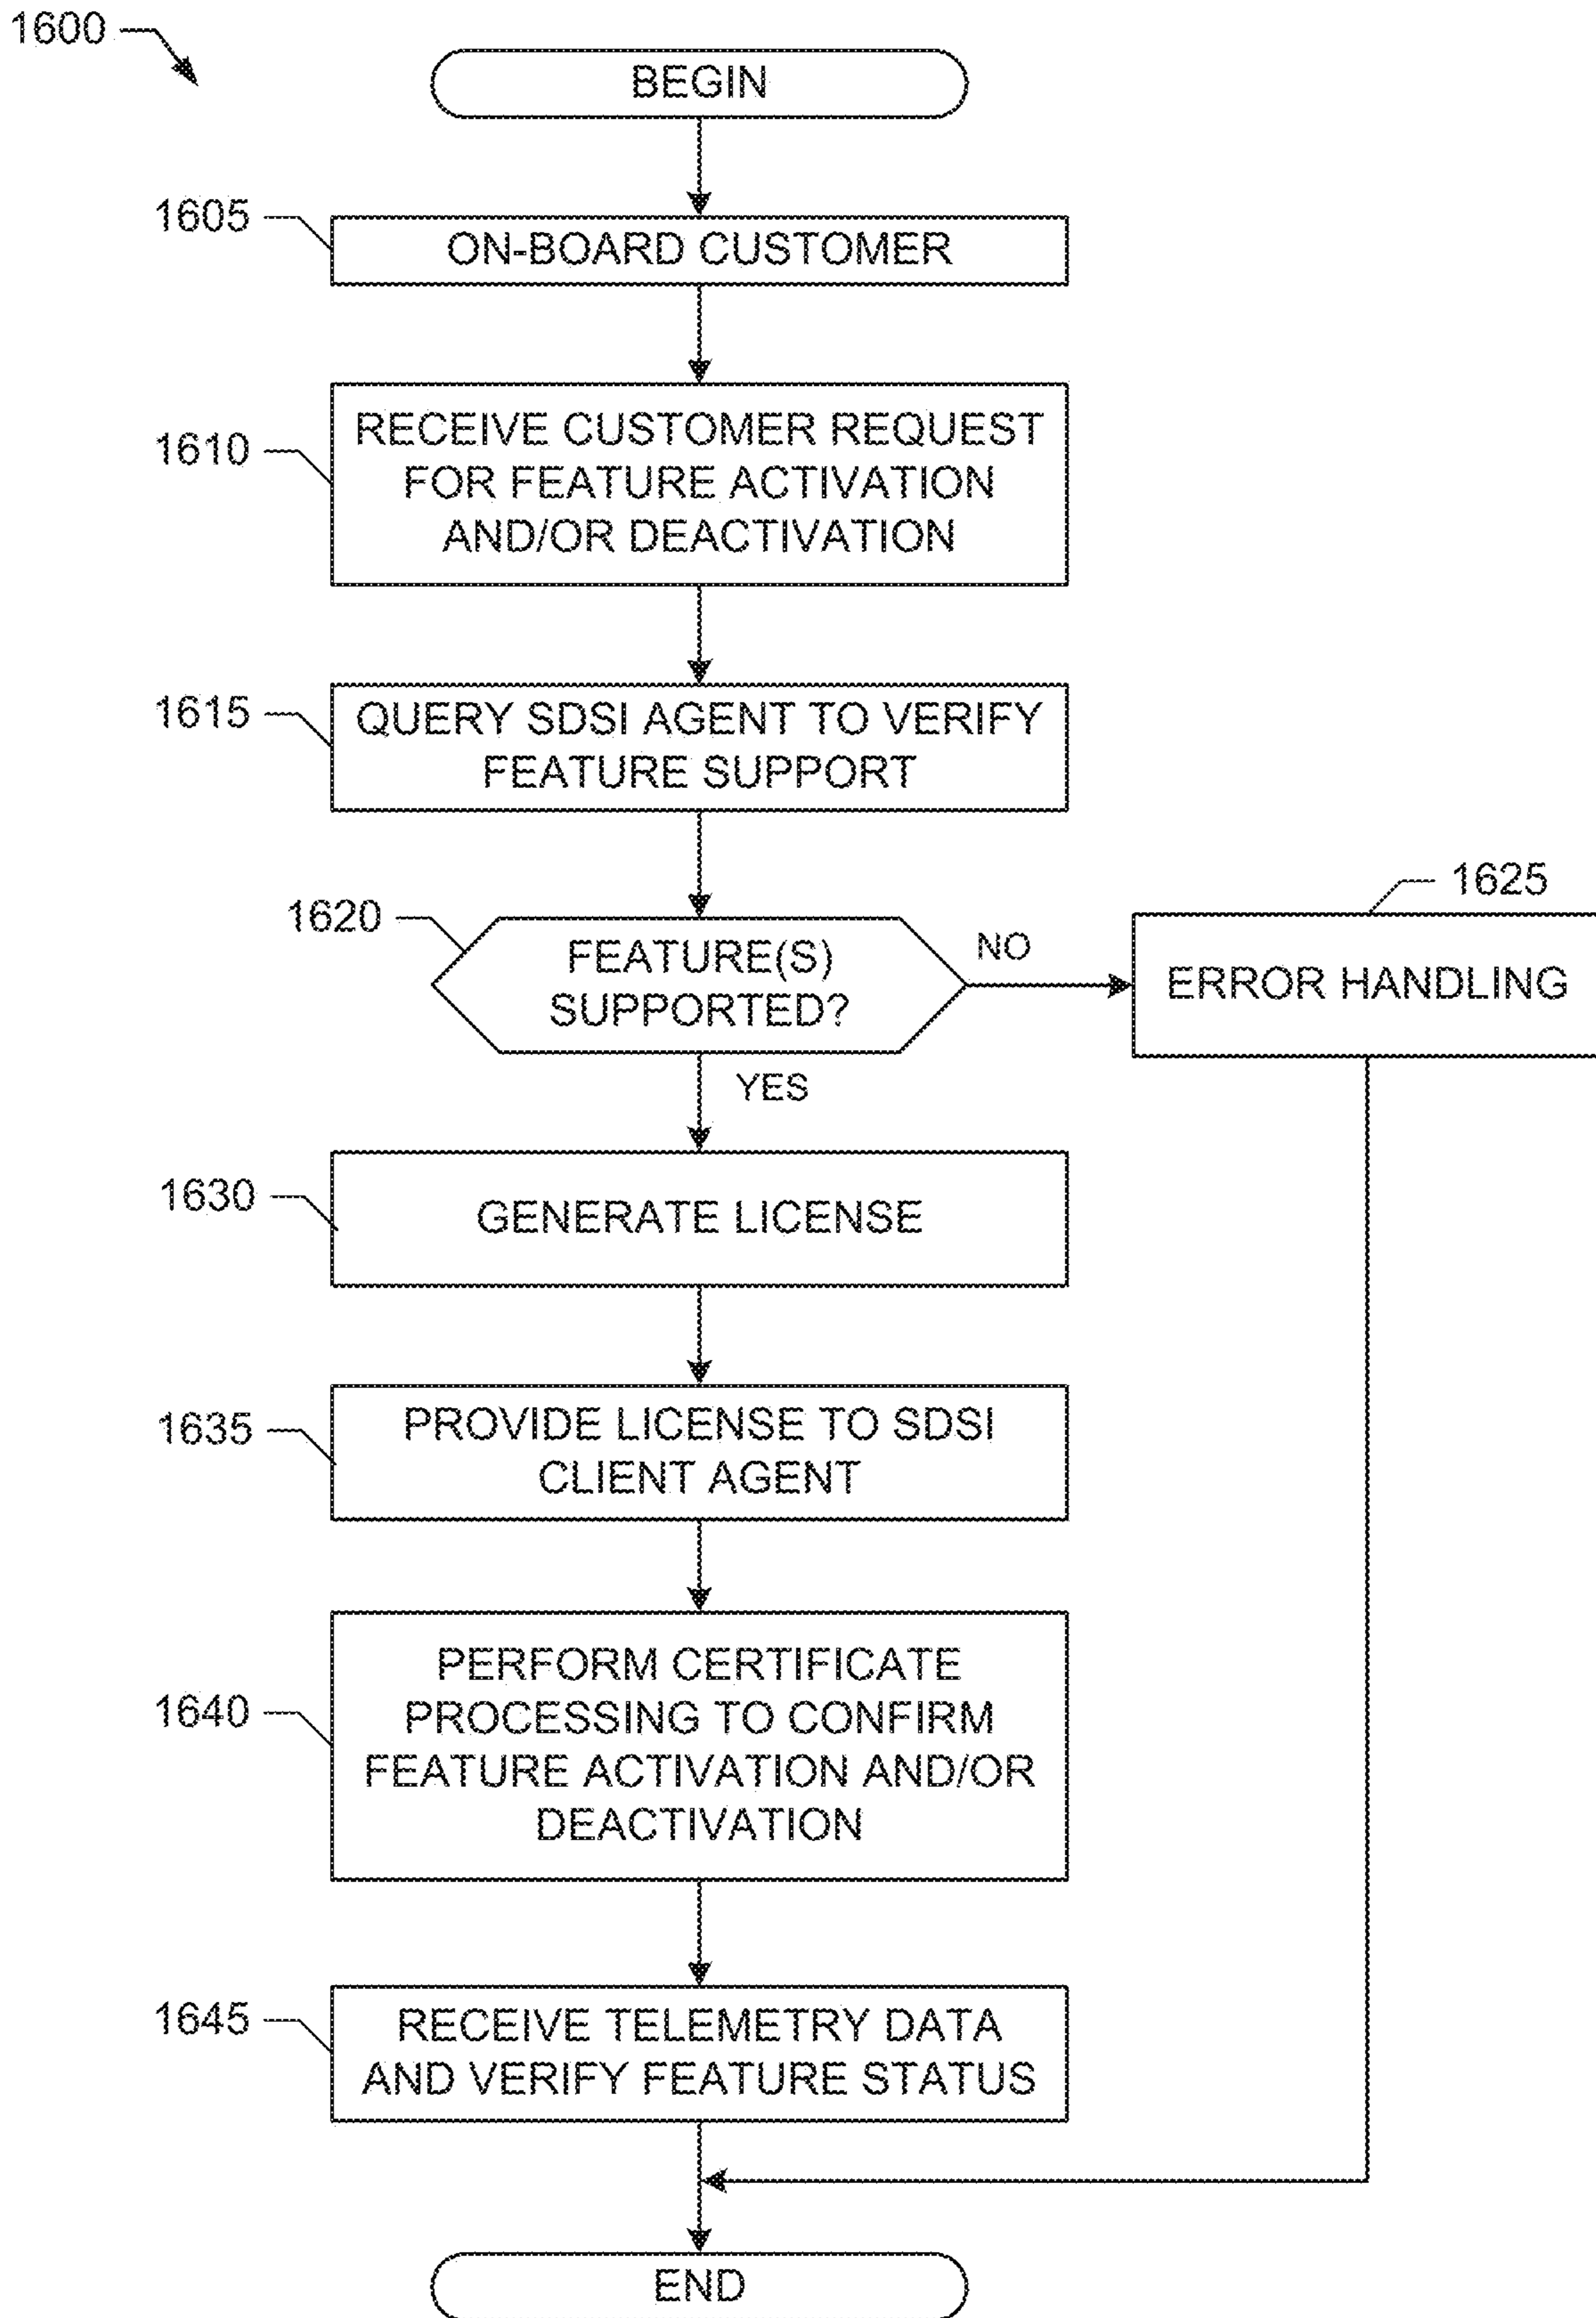 1600
BEGIN
1605
ON-BOARD CUSTOMER
1610
RECEIVE CUSTOMER REQUEST
FOR FEATURE ACTIVATION
AND/OR DEACTIVATION
1615
QUERY SDSI AGENT TO VERIFY
FEATURE SUPPORT
1620
FEATURE(S)
SUPPORTED?
NO
1625
ERROR HANDLING
YES
1630
GENERATE LICENSE
1635
PROVIDE LICENSE TO SDSI
CLIENT AGENT
1640
PERFORM CERTIFICATE
PROCESSING TO CONFIRM
FEATURE ACTIVATION AND/OR
DEACTIVATION
1645
RECEIVE TELEMETRY DATA
AND VERIFY FEATURE STATUS
END